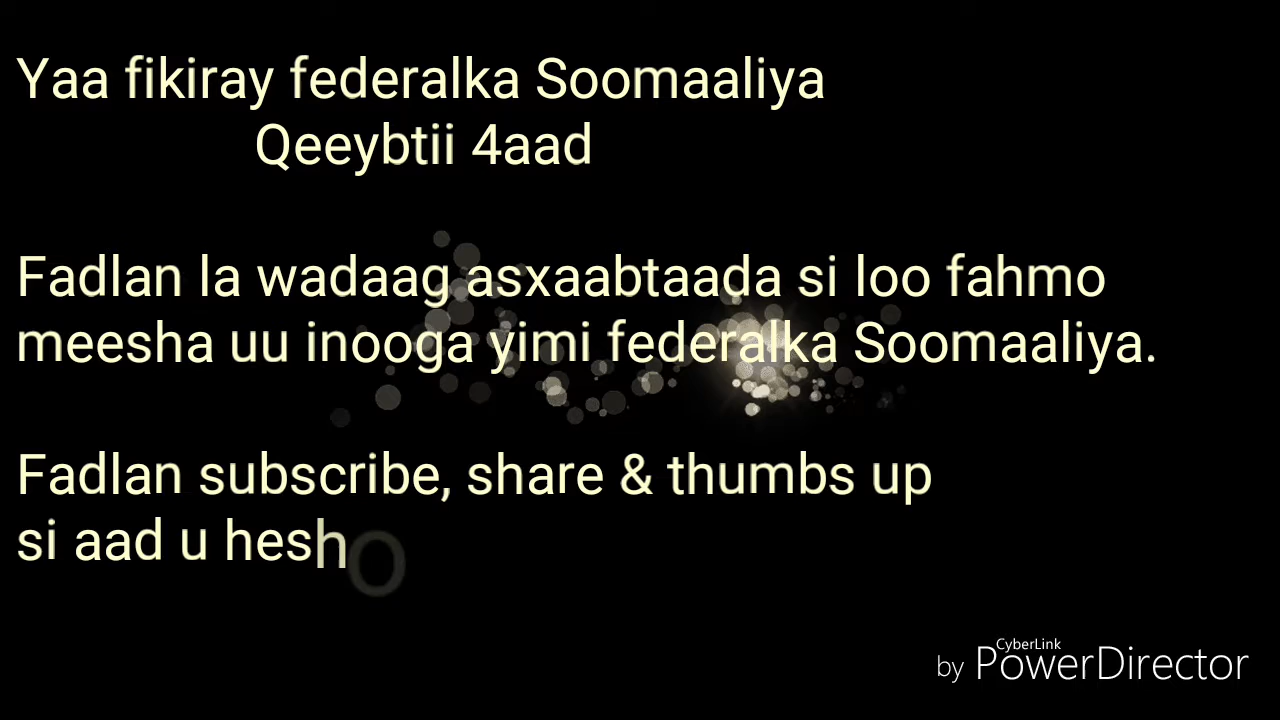 Yaa fikiray federalka Soomaaliya
Qeeybtii 4aad
Fadlan la wadaag asxaabtaada si loo fahmo
meesha uu inooga yimi federalka Soomaaliya.
Fadlan subscribe, share & thumbs up
si aad u hesho
by CyberLink PowerDirector